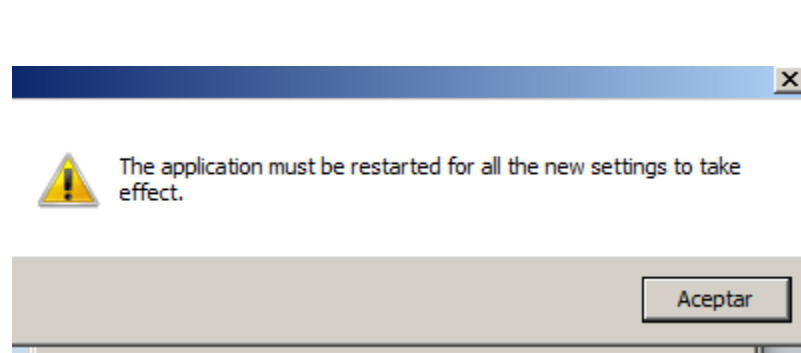 The application must be restarted for all the new settings to take
effect.
Aceptar